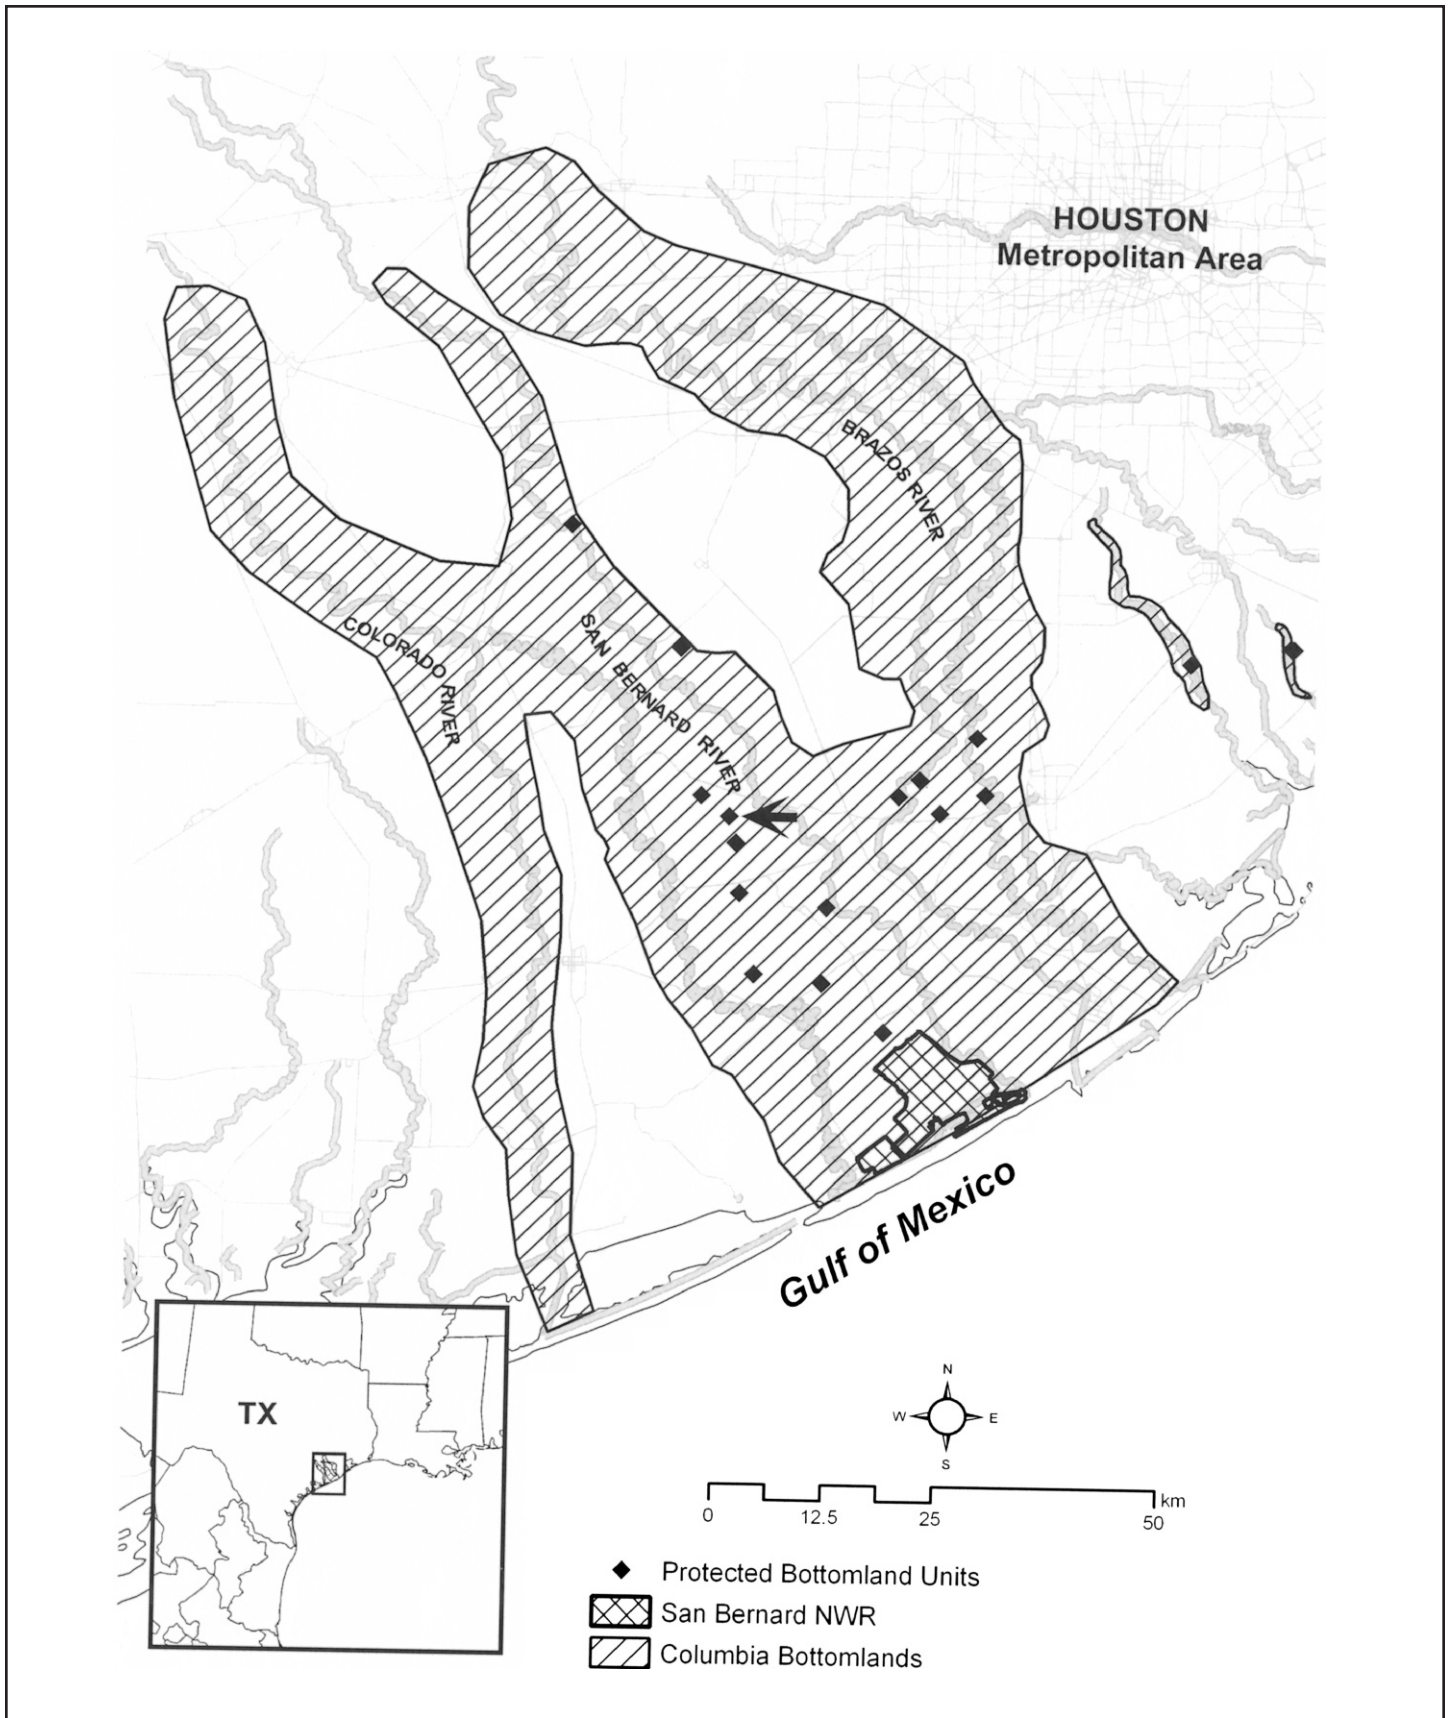 HOUSTON
Metropolitan Area
BRAZOS RIVER
COLORADO RIVER
SAN BERNARD RIVER
Gulf of Mexico
TX
N
W
E
S
km
0
12.5
25
50
Protected Bottomland Units
San Bernard NWR
Columbia Bottomlands